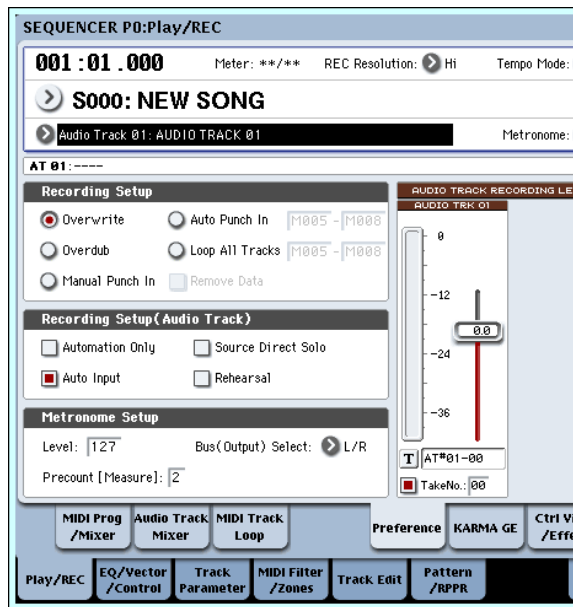 SEQUENCER P0:Play/REC
001:01.000 Meter: **/** REC Resolution: Hi Tempo Mode:
S000: NEW SONG
Audio Track 01: AUDIO TRACK 01 Metronome:
AT 01:----
Recording Setup
AUDIO TRACK RECORDING LE
AUDIO TRK 01
Overwrite Auto Punch In M005 - M008
Overdub Loop All Tracks M005 - M008
Manual Punch In Remove Data
Recording Setup(Audio Track)
Automation Only Source Direct Solo
Auto Input Rehearsal
0
-12
0.0
-24
-36
Metronome Setup
Level: 127 Bus(Output) Select: L/R
Precount [Measure]: 2
T AT#01-00
TakeNo.: 00
MIDI Prog /Mixer
Audio Track Mixer
MIDI Track Loop
Preference
KARMA GE
Ctrl Vi /Effe
Play/REC
EQ/Vector /Control
Track Parameter
MIDI Filter /Zones
Track Edit
Pattern /RPPR